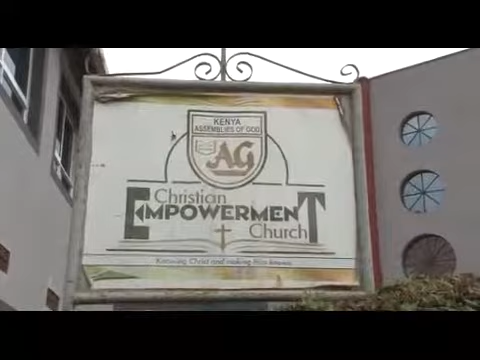 KENYA
ASSEMBLIES OF GOD
AG
Christian
EMPOWERMENT
Church
Knowing Christ and making Him known